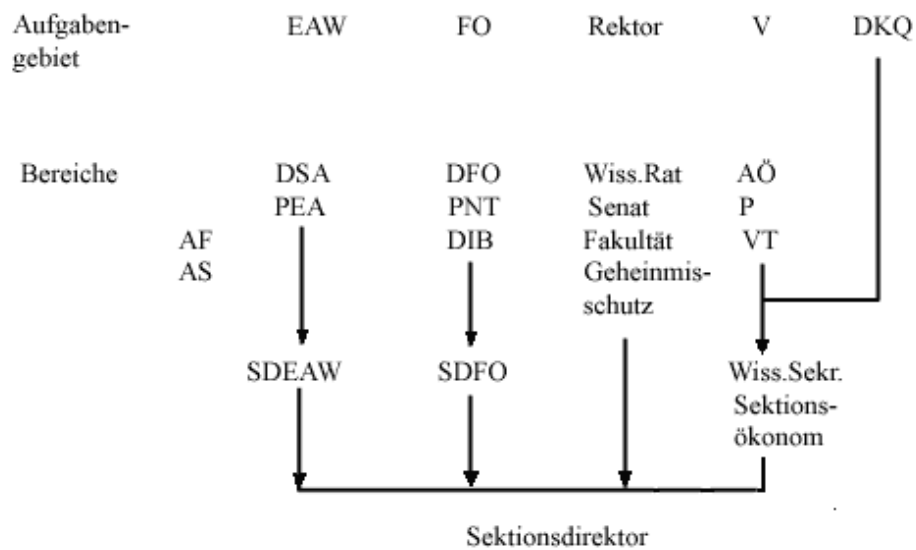 Aufgaben- EAW FO Rektor V DKQ
gebiet
Bereiche DSA DFO Wiss.Rat AÖ
PEA PNT Senat P
AF DIB Fakultät VT
AS Geheinmis-
schutz
SDEAW SDFO Wiss.Sekr.
Sektions-
ökonom
Sektionsdirektor